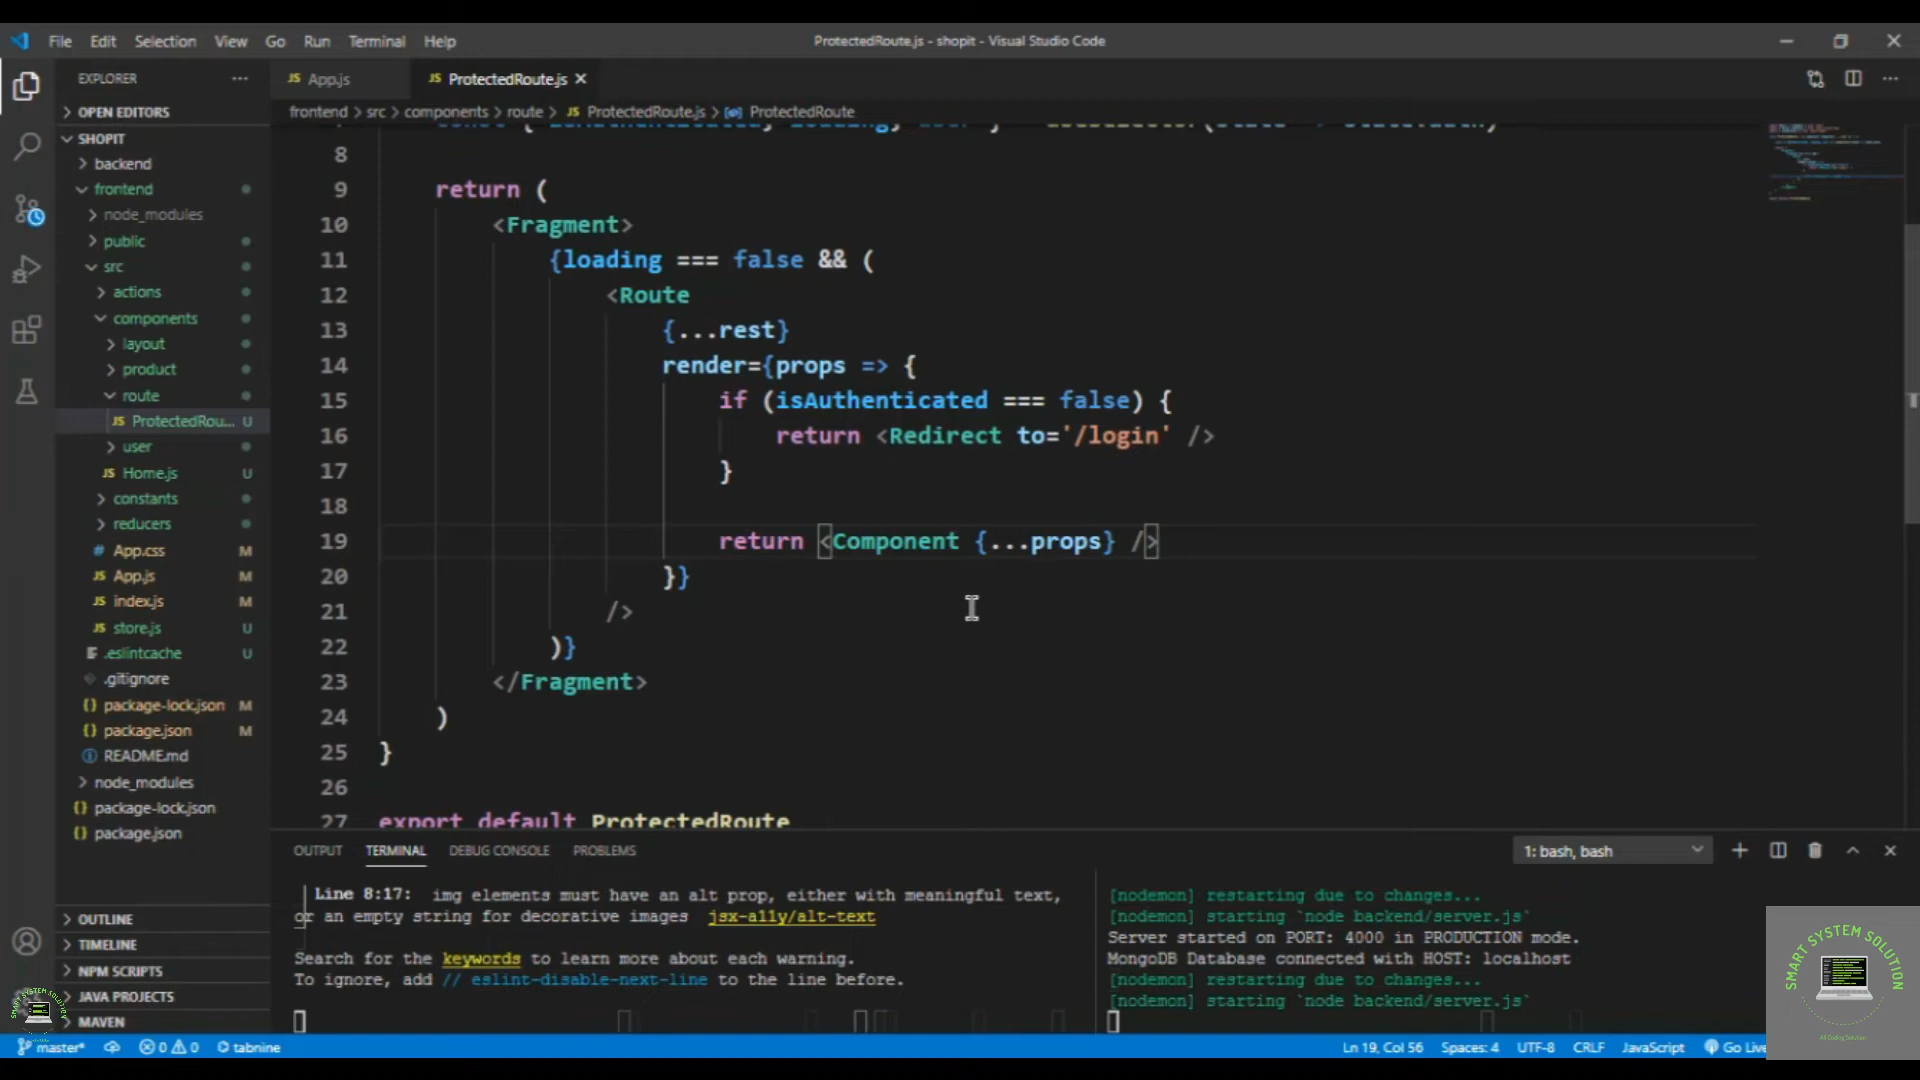 File Edit Selection View Go Run Terminal Help
ProtectedRoute.js - shopit - Visual Studio Code
EXPLORER
OPEN EDITORS
SHOPIT
backend
frontend
node_modules
public
src
actions
components
layout
product
route
JS ProtectedRou... U
user
JS Home.js U
constants
reducers
# App.css M
JS App.js M
JS index.js M
JS store.js U
.eslintcache U
.gitignore
{} package-lock.json M
{} package.json M
README.md
node_modules
{} package-lock.json
{} package.json
OUTLINE
TIMELINE
NPM SCRIPTS
JAVA PROJECTS
MAVEN
JS App.js
JS ProtectedRoute.js
frontend > src > components > route > JS ProtectedRoute.js > ProtectedRoute
8
9 return (
10 <Fragment>
11 {loading === false && (
12 <Route
13 {...rest}
14 render={props => {
15 if (isAuthenticated === false) {
16 return <Redirect to='/login' />
17 }
18
19 return <Component {...props} />
20 }}
21 />
22 )}
23 </Fragment>
24 )
25 }
26
27 export default ProtectedRoute
OUTPUT TERMINAL DEBUG CONSOLE PROBLEMS
1: bash, bash
Line 8:17: img elements must have an alt prop, either with meaningful text,
or an empty string for decorative images jsx-a11y/alt-text
Search for the keywords to learn more about each warning.
To ignore, add // eslint-disable-next-line to the line before.
[nodemon] restarting due to changes...
[nodemon] starting `node backend/server.js`
Server started on PORT: 4000 in PRODUCTION mode.
MongoDB Database connected with HOST: localhost
[nodemon] restarting due to changes...
[nodemon] starting `node backend/server.js`
master* 0 0 tabnine
Ln 19, Col 56 Spaces: 4 UTF-8 CRLF JavaScript Go Live
SMART SYSTEM SOLUTION
All Coding Solution